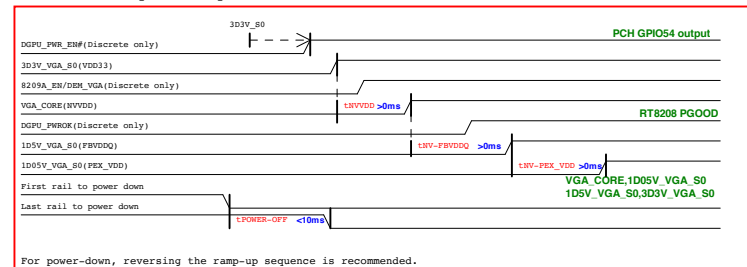 3D3V_S0
PCH GPIO54 output
DGPU_PWR_EN#(Discrete only)
3D3V_VGA_S0(VDD33)
8209A_EN/DEM_VGA(Discrete only)
VGA_CORE(NVVDD)
tNVVDD >0ms
RT8208 PGOOD
DGPU_PWROK(Discrete only)
1D5V_VGA_S0(FBVDDQ)
tNV-FBVDDQ >0ms
1D05V_VGA_S0(PEX_VDD)
tNV-PEX_VDD >0ms
VGA_CORE,1D05V_VGA_S0
1D5V_VGA_S0,3D3V_S0
First rail to power down
Last rail to power down
tPOWER-OFF <10ms
For power-down, reversing the ramp-up sequence is recommended.